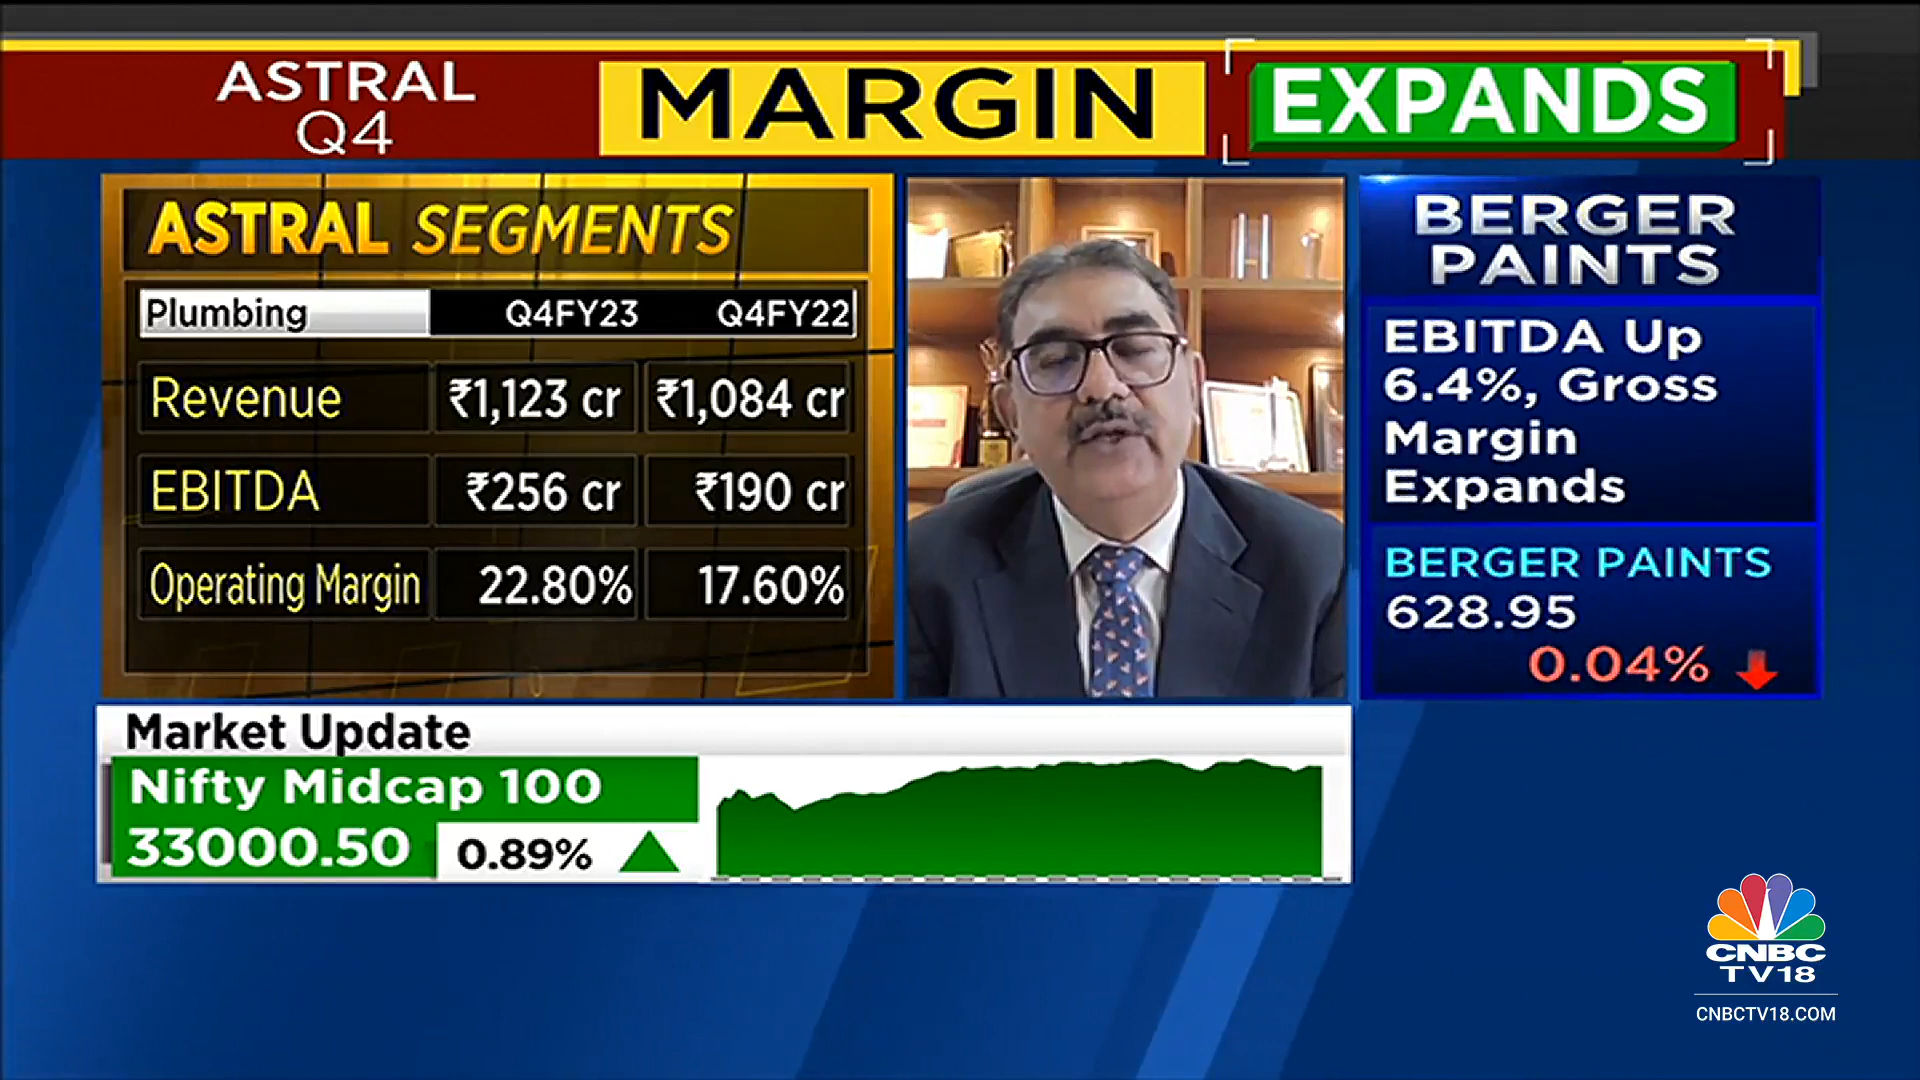 ASTRAL
Q4
MARGIN
EXPANDS
ASTRAL SEGMENTS
Plumbing Q4FY23 Q4FY22
Revenue ₹1,123 cr ₹1,084 cr
EBITDA ₹256 cr ₹190 cr
Operating Margin 22.80% 17.60%
BERGER
PAINTS
EBITDA Up
6.4%, Gross
Margin
Expands
BERGER PAINTS
628.95
0.04%
Market Update
Nifty Midcap 100
33000.50 0.89%
CNBC
TV18
CNBCTV18.COM